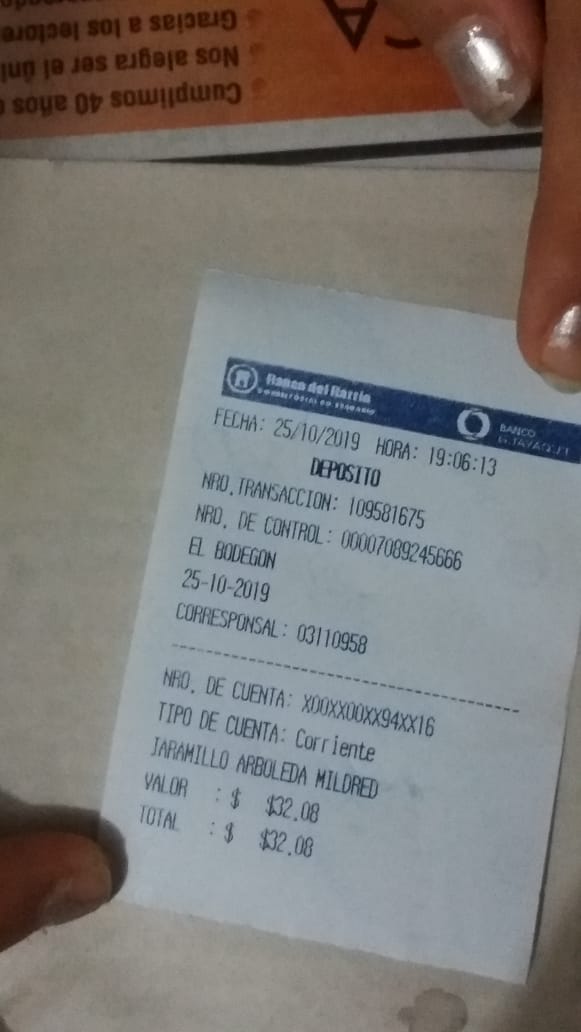 Cumplimos 40 años
Nos alegra ser el úni
Gracias a los lectore
CA
Banco del Barrio
BANCO
GUAYAQUIL
FECHA: 25/10/2019 HORA: 19:06:13
DEPOSITO
NRO.TRANSACCION: 109581675
NRO. DE CONTROL: 00007089245666
EL BODEGON
25-10-2019
CORRESPONSAL: 03110958
NRO. DE CUENTA: X00XX00XX94XX16
TIPO DE CUENTA: Corriente
JARAMILLO ARBOLEDA MILDRED
VALOR : $ $32.08
TOTAL : $ $32.08